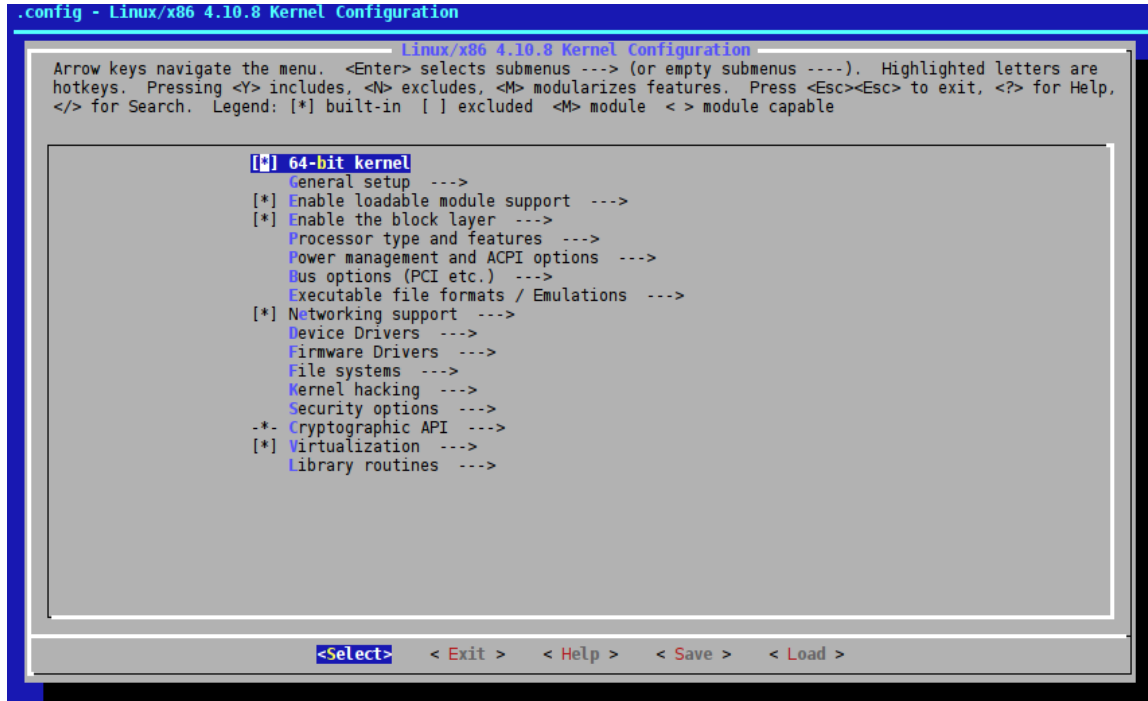 .config - Linux/x86 4.10.8 Kernel Configuration
Linux/x86 4.10.8 Kernel Configuration
Arrow keys navigate the menu.  <Enter> selects submenus ---> (or empty submenus ----).  Highlighted letters are
hotkeys.  Pressing <Y> includes, <N> excludes, <M> modularizes features.  Press <Esc><Esc> to exit, <?> for Help,
</> for Search.  Legend: [*] built-in  [ ] excluded  <M> module  < > module capable
[*] 64-bit kernel
General setup  --->
[*] Enable loadable module support  --->
[*] Enable the block layer  --->
Processor type and features  --->
Power management and ACPI options  --->
Bus options (PCI etc.)  --->
Executable file formats / Emulations  --->
[*] Networking support  --->
Device Drivers  --->
Firmware Drivers  --->
File systems  --->
Kernel hacking  --->
Security options  --->
-*- Cryptographic API  --->
[*] Virtualization  --->
Library routines  --->
<Select>    < Exit >    < Help >    < Save >    < Load >